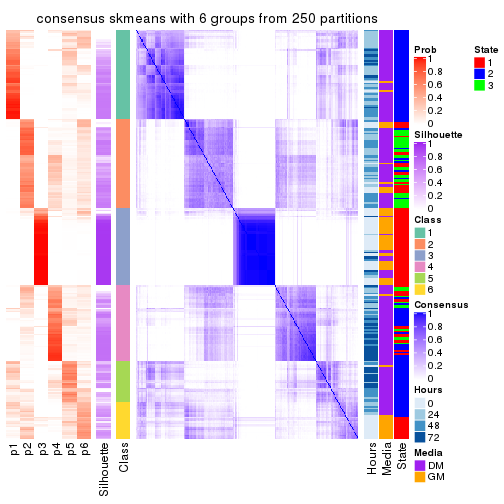 consensus skmeans with 6 groups from 250 partitions
Prob
1
0.8
0.6
0.4
0.2
0
State
1
2
3
Silhouette
1
0.8
0.6
0.4
0.2
0
Class
1
2
3
4
5
6
Consensus
1
0.8
0.6
0.4
0.2
0
Hours
0
24
48
72
Media
DM
GM
p1
p2
p3
p4
p5
p6
Silhouette
Class
Hours
Media
State